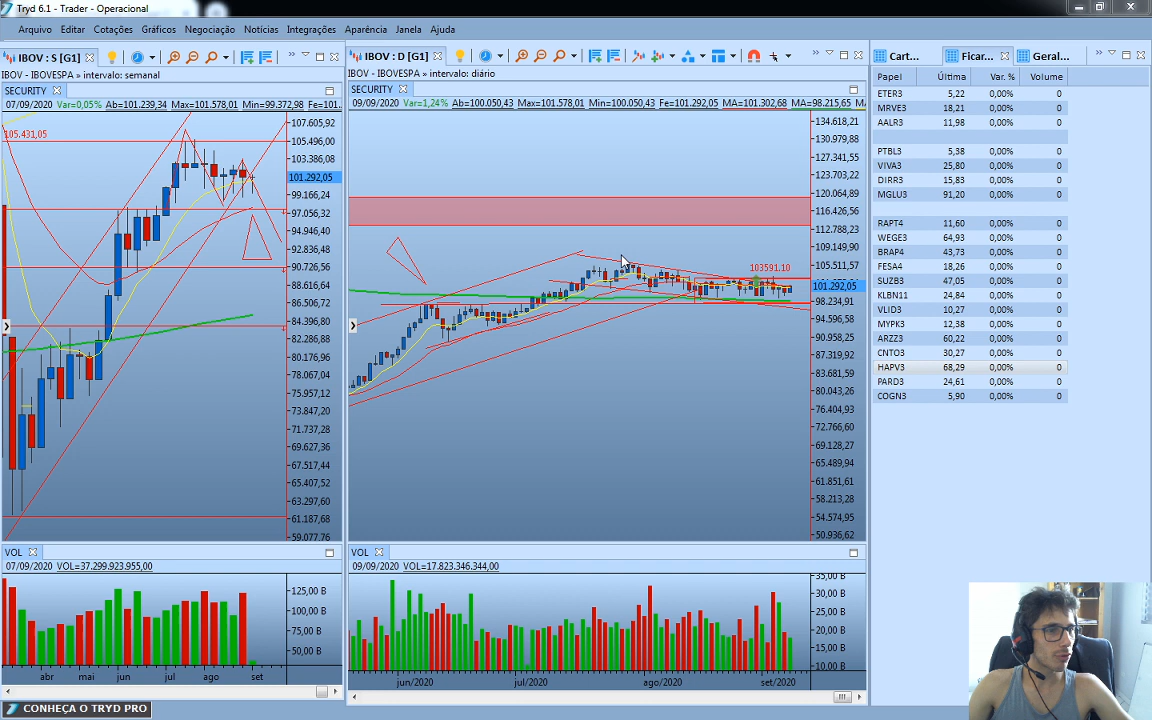 Tryd 6.1 - Trader - Operacional
Arquivo Editar Cotações Gráficos Negociação Notícias Integrações Aparência Janela Ajuda
IBOV : S [G1]
IBOV - IBOVESPA » intervalo: semanal
SECURITY
07/09/2020 Var=0,05% Ab=101.239,34 Max=101.578,01 Min=99.372,98 Fe=101.
105.431,05
107.605,92
105.496,00
103.386,08
101.292,05
99.166,24
97.056,32
94.946,40
92.836,48
90.726,56
88.616,64
86.506,72
84.396,80
82.286,88
80.176,96
78.067,04
75.957,12
73.847,20
71.737,28
69.627,36
67.517,44
65.407,52
63.297,60
61.187,68
59.077,76
VOL
07/09/2020 VOL=37.299.923.955,00
125,00 B
100,00 B
75,00 B
50,00 B
abr mai jun jul ago set
CONHEÇA O TRYD PRO
IBOV : D [G1]
IBOV - IBOVESPA » intervalo: diário
SECURITY
09/09/2020 Var=1,24% Ab=100.050,43 Max=101.578,01 Min=100.050,43 Fe=101.292,05 MA=101.302,68 MA=98.215,65
103591.10
134.618,21
130.979,88
127.341,55
123.703,22
120.064,89
116.426,56
112.788,23
109.149,90
105.511,57
101.292,05
98.234,91
94.596,58
90.958,25
87.319,92
83.681,59
80.043,26
76.404,93
72.766,60
69.128,27
65.489,94
61.851,61
58.213,28
54.574,95
50.936,62
VOL
09/09/2020 VOL=17.823.346.344,00
35,00 B
30,00 B
25,00 B
20,00 B
15,00 B
10,00 B
jun/2020 jul/2020 ago/2020 set/2020
Cart... Ficar... Geral...
Papel Última Var. % Volume
ETER3 5,22 0,00% 0
MRVE3 18,21 0,00% 0
AALR3 11,98 0,00% 0
PTBL3 5,38 0,00% 0
VIVA3 25,80 0,00% 0
DIRR3 15,83 0,00% 0
MGLU3 91,20 0,00% 0
RAPT4 11,60 0,00% 0
WEGE3 64,93 0,00% 0
BRAP4 43,73 0,00% 0
FESA4 18,26 0,00% 0
SUZB3 47,05 0,00% 0
KLBN11 24,84 0,00% 0
VLID3 10,27 0,00% 0
MYPK3 12,38 0,00% 0
ARZZ3 60,22 0,00% 0
CNTO3 30,27 0,00% 0
HAPV3 68,29 0,00% 0
PARD3 24,61 0,00% 0
COGN3 5,90 0,00% 0